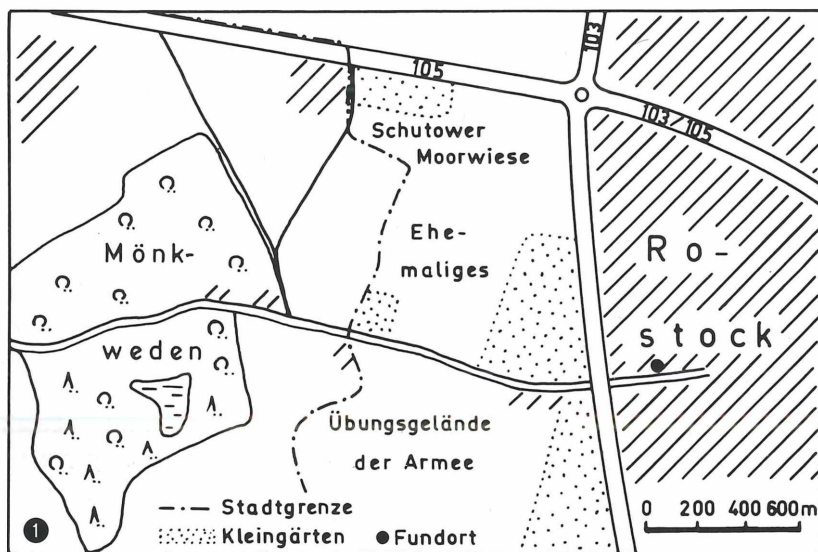 103
105
103/105
Schutower
Moorwiese
Ehe-
maliges
Mönk-
Ro-
weden
stock
Übungsgelände
der Armee
Stadtgrenze
Kleingärten
Fundort
0 200 400 600m
1